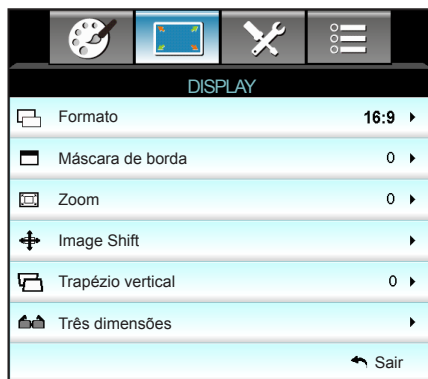 DISPLAY
Formato 16:9
Máscara de borda 0
Zoom 0
Image Shift
Trapézio vertical 0
Três dimensões
Sair